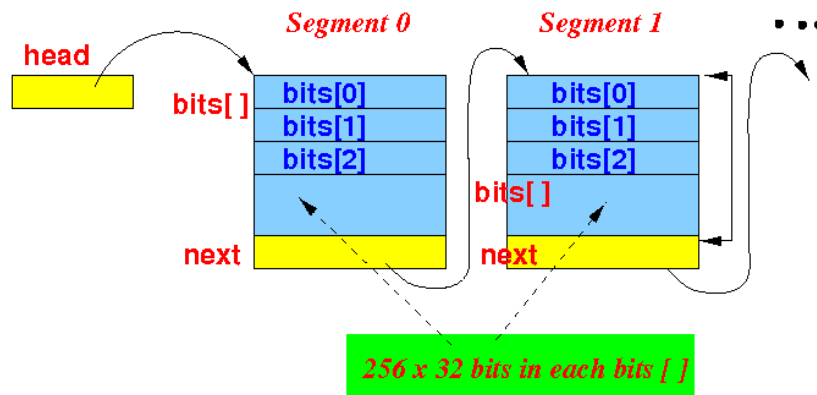 Segment 0
Segment 1
...
head
bits[ ]
bits[0]
bits[1]
bits[2]
next
bits[0]
bits[1]
bits[2]
bits[ ]
next
256 x 32 bits in each bits [ ]